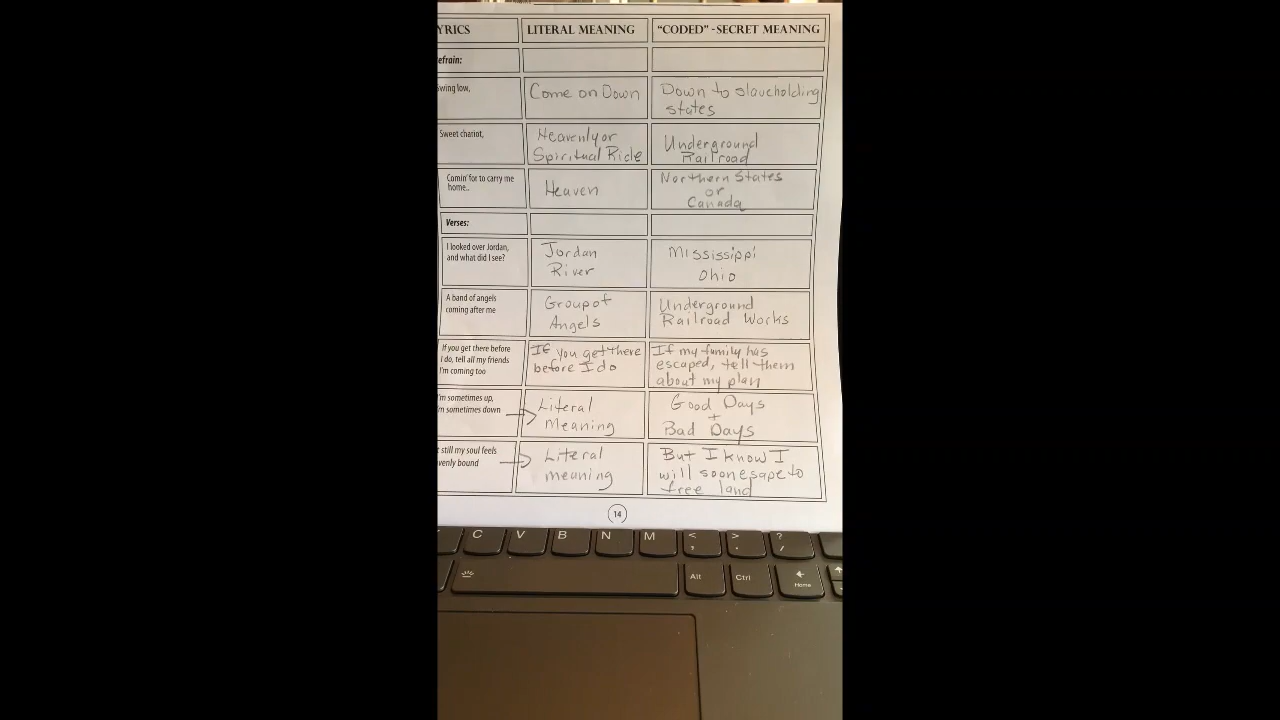 YRICS LITERAL MEANING "CODED" -SECRET MEANING
efrain:
wing low, Come on Down Down to slaveholding
states
Sweet chariot, Heavenly or Underground
Spiritual Ride Railroad
Comin' for to carry me Northern States
home.. Heaven or
Canada
Verses:
I looked over Jordan, Jordan Mississippi
and what did I see? River Ohio
A band of angels Group of Underground
coming after me Angels Railroad Works
If you get there before If you get there If my family has
I do, tell all my friends before I do escaped, tell them
I'm coming too about my plan
'm sometimes up, Literal Good Days
'm sometimes down Meaning +
Bad Days
t still my soul feels Literal But I know I
venly bound meaning will soon esape to
free land
14
C V B N M < , > . ? /
Alt Ctrl Home